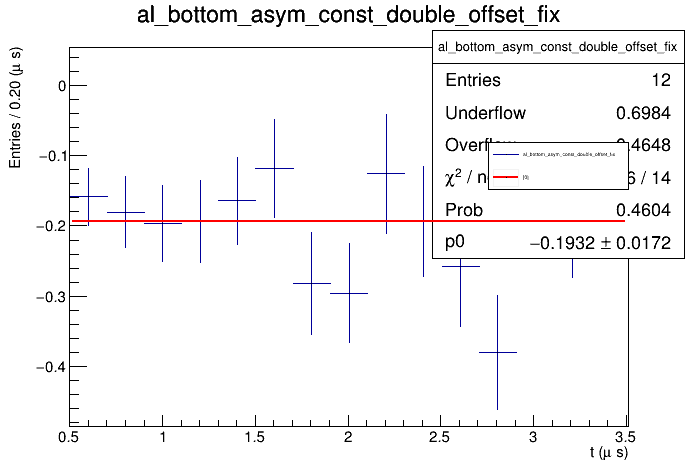 al_bottom_asym_const_double_offset_fix
Entries / 0.20 (μ s)
al_bottom_asym_const_double_offset_fix
Entries 12
Underflow 0.6984
4648
al_bottom_asym_const_double_offset_fix
χ² / 6 / 14
[0]
Prob 0.4604
p0 −0.1932 ± 0.0172
0
−0.1
−0.2
−0.3
−0.4
0.5 1 1.5 2 2.5 3 3.5
t (μ s)